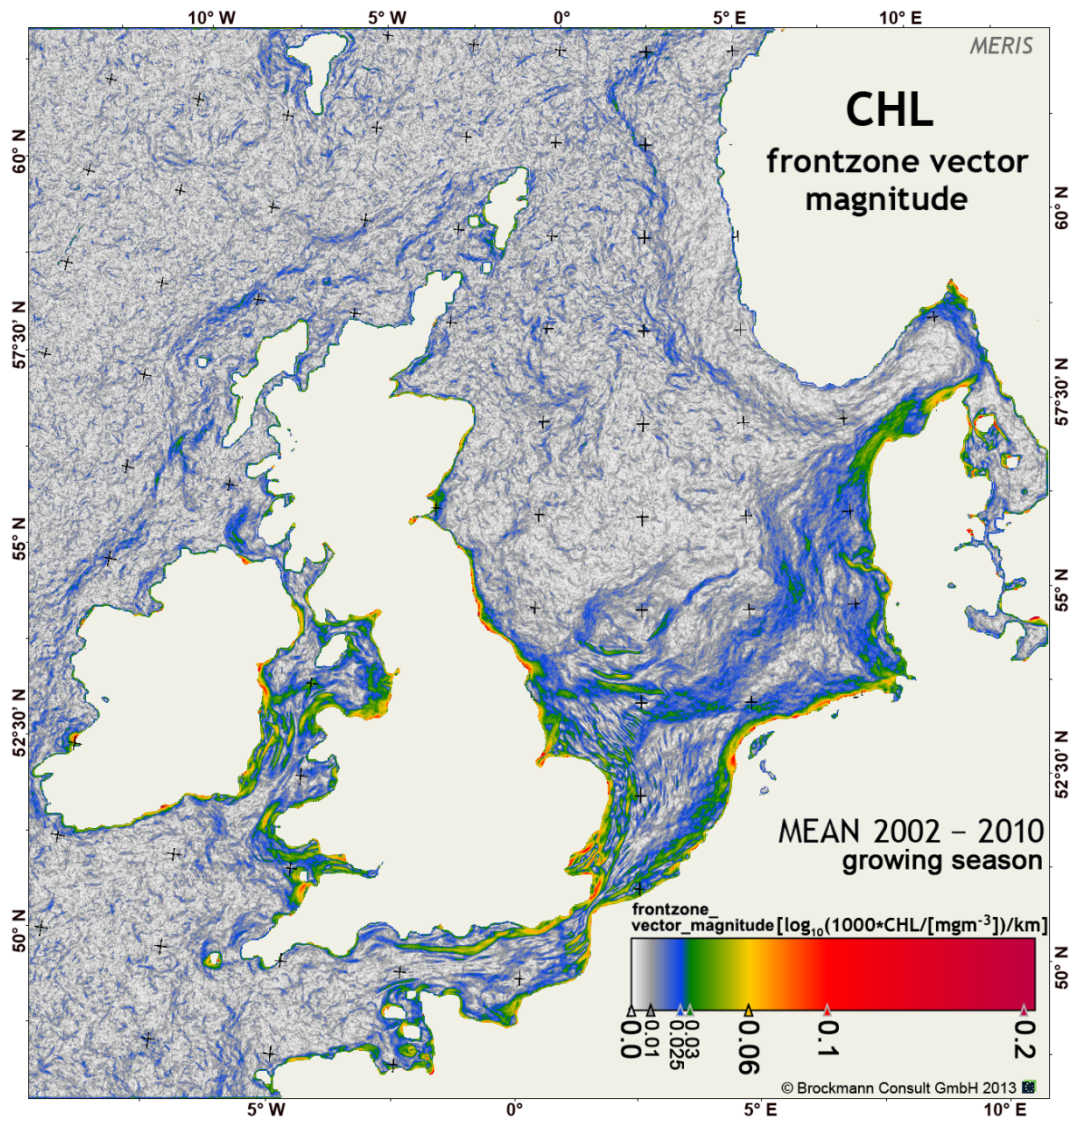 10° W 5° W 0° 5° E 10° E
MERIS
CHL
frontzone vector
magnitude
60° N
60° N
57°30' N
57°30' N
55° N
55° N
52°30' N
52°30' N
MEAN 2002 – 2010
growing season
frontzone_
vector_magnitude [log₁₀(1000*CHL/[mgm⁻³])/km]
50° N
50° N
0.0 0.01 0.025 0.03 0.06 0.1 0.2
© Brockmann Consult GmbH 2013
5° W 0° 5° E 10° E